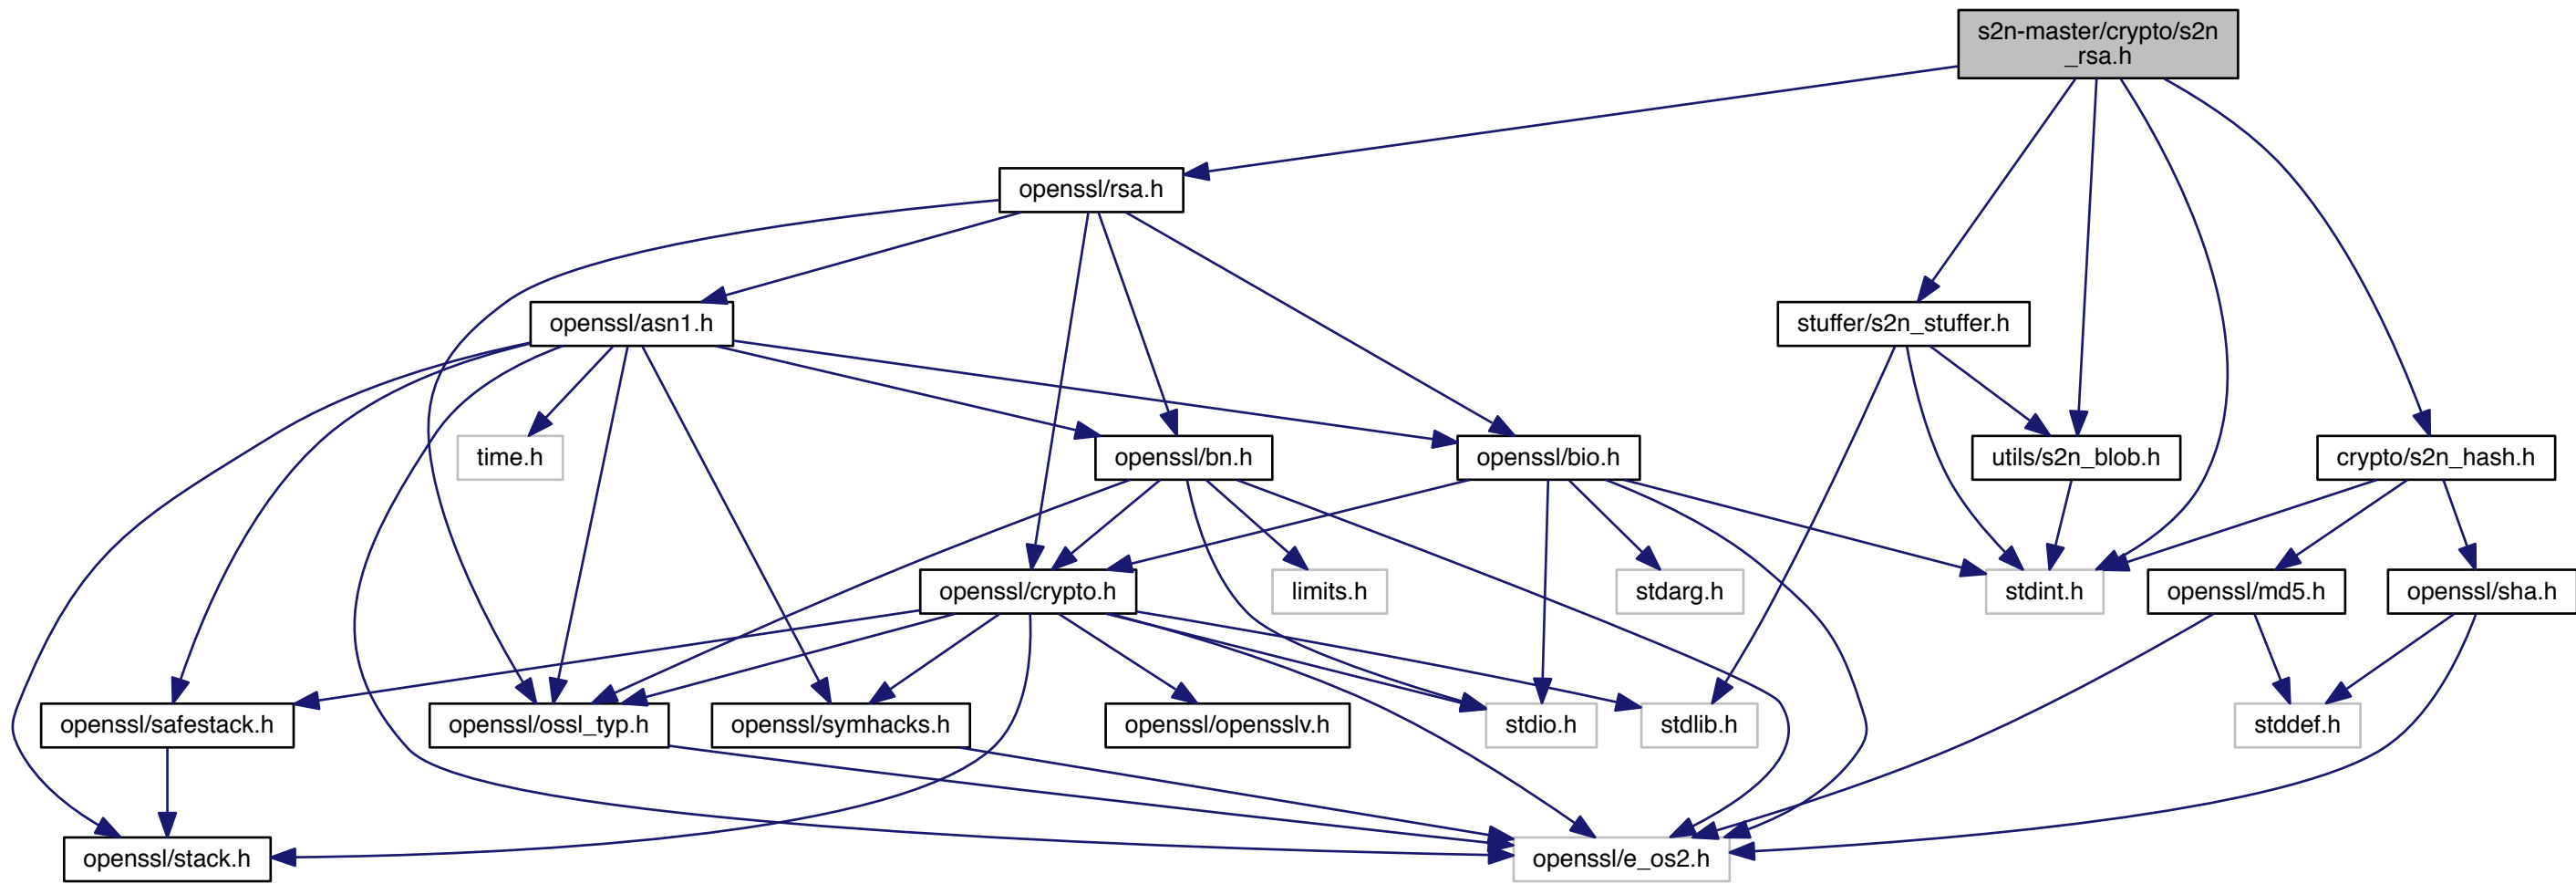 s2n-master/crypto/s2n
_rsa.h
openssl/rsa.h
openssl/asn1.h
stuffer/s2n_stuffer.h
time.h
openssl/bn.h
openssl/bio.h
utils/s2n_blob.h
crypto/s2n_hash.h
openssl/crypto.h
limits.h
stdarg.h
stdint.h
openssl/md5.h
openssl/sha.h
openssl/safestack.h
openssl/ossl_typ.h
openssl/symhacks.h
openssl/opensslv.h
stdio.h
stdlib.h
stddef.h
openssl/stack.h
openssl/e_os2.h